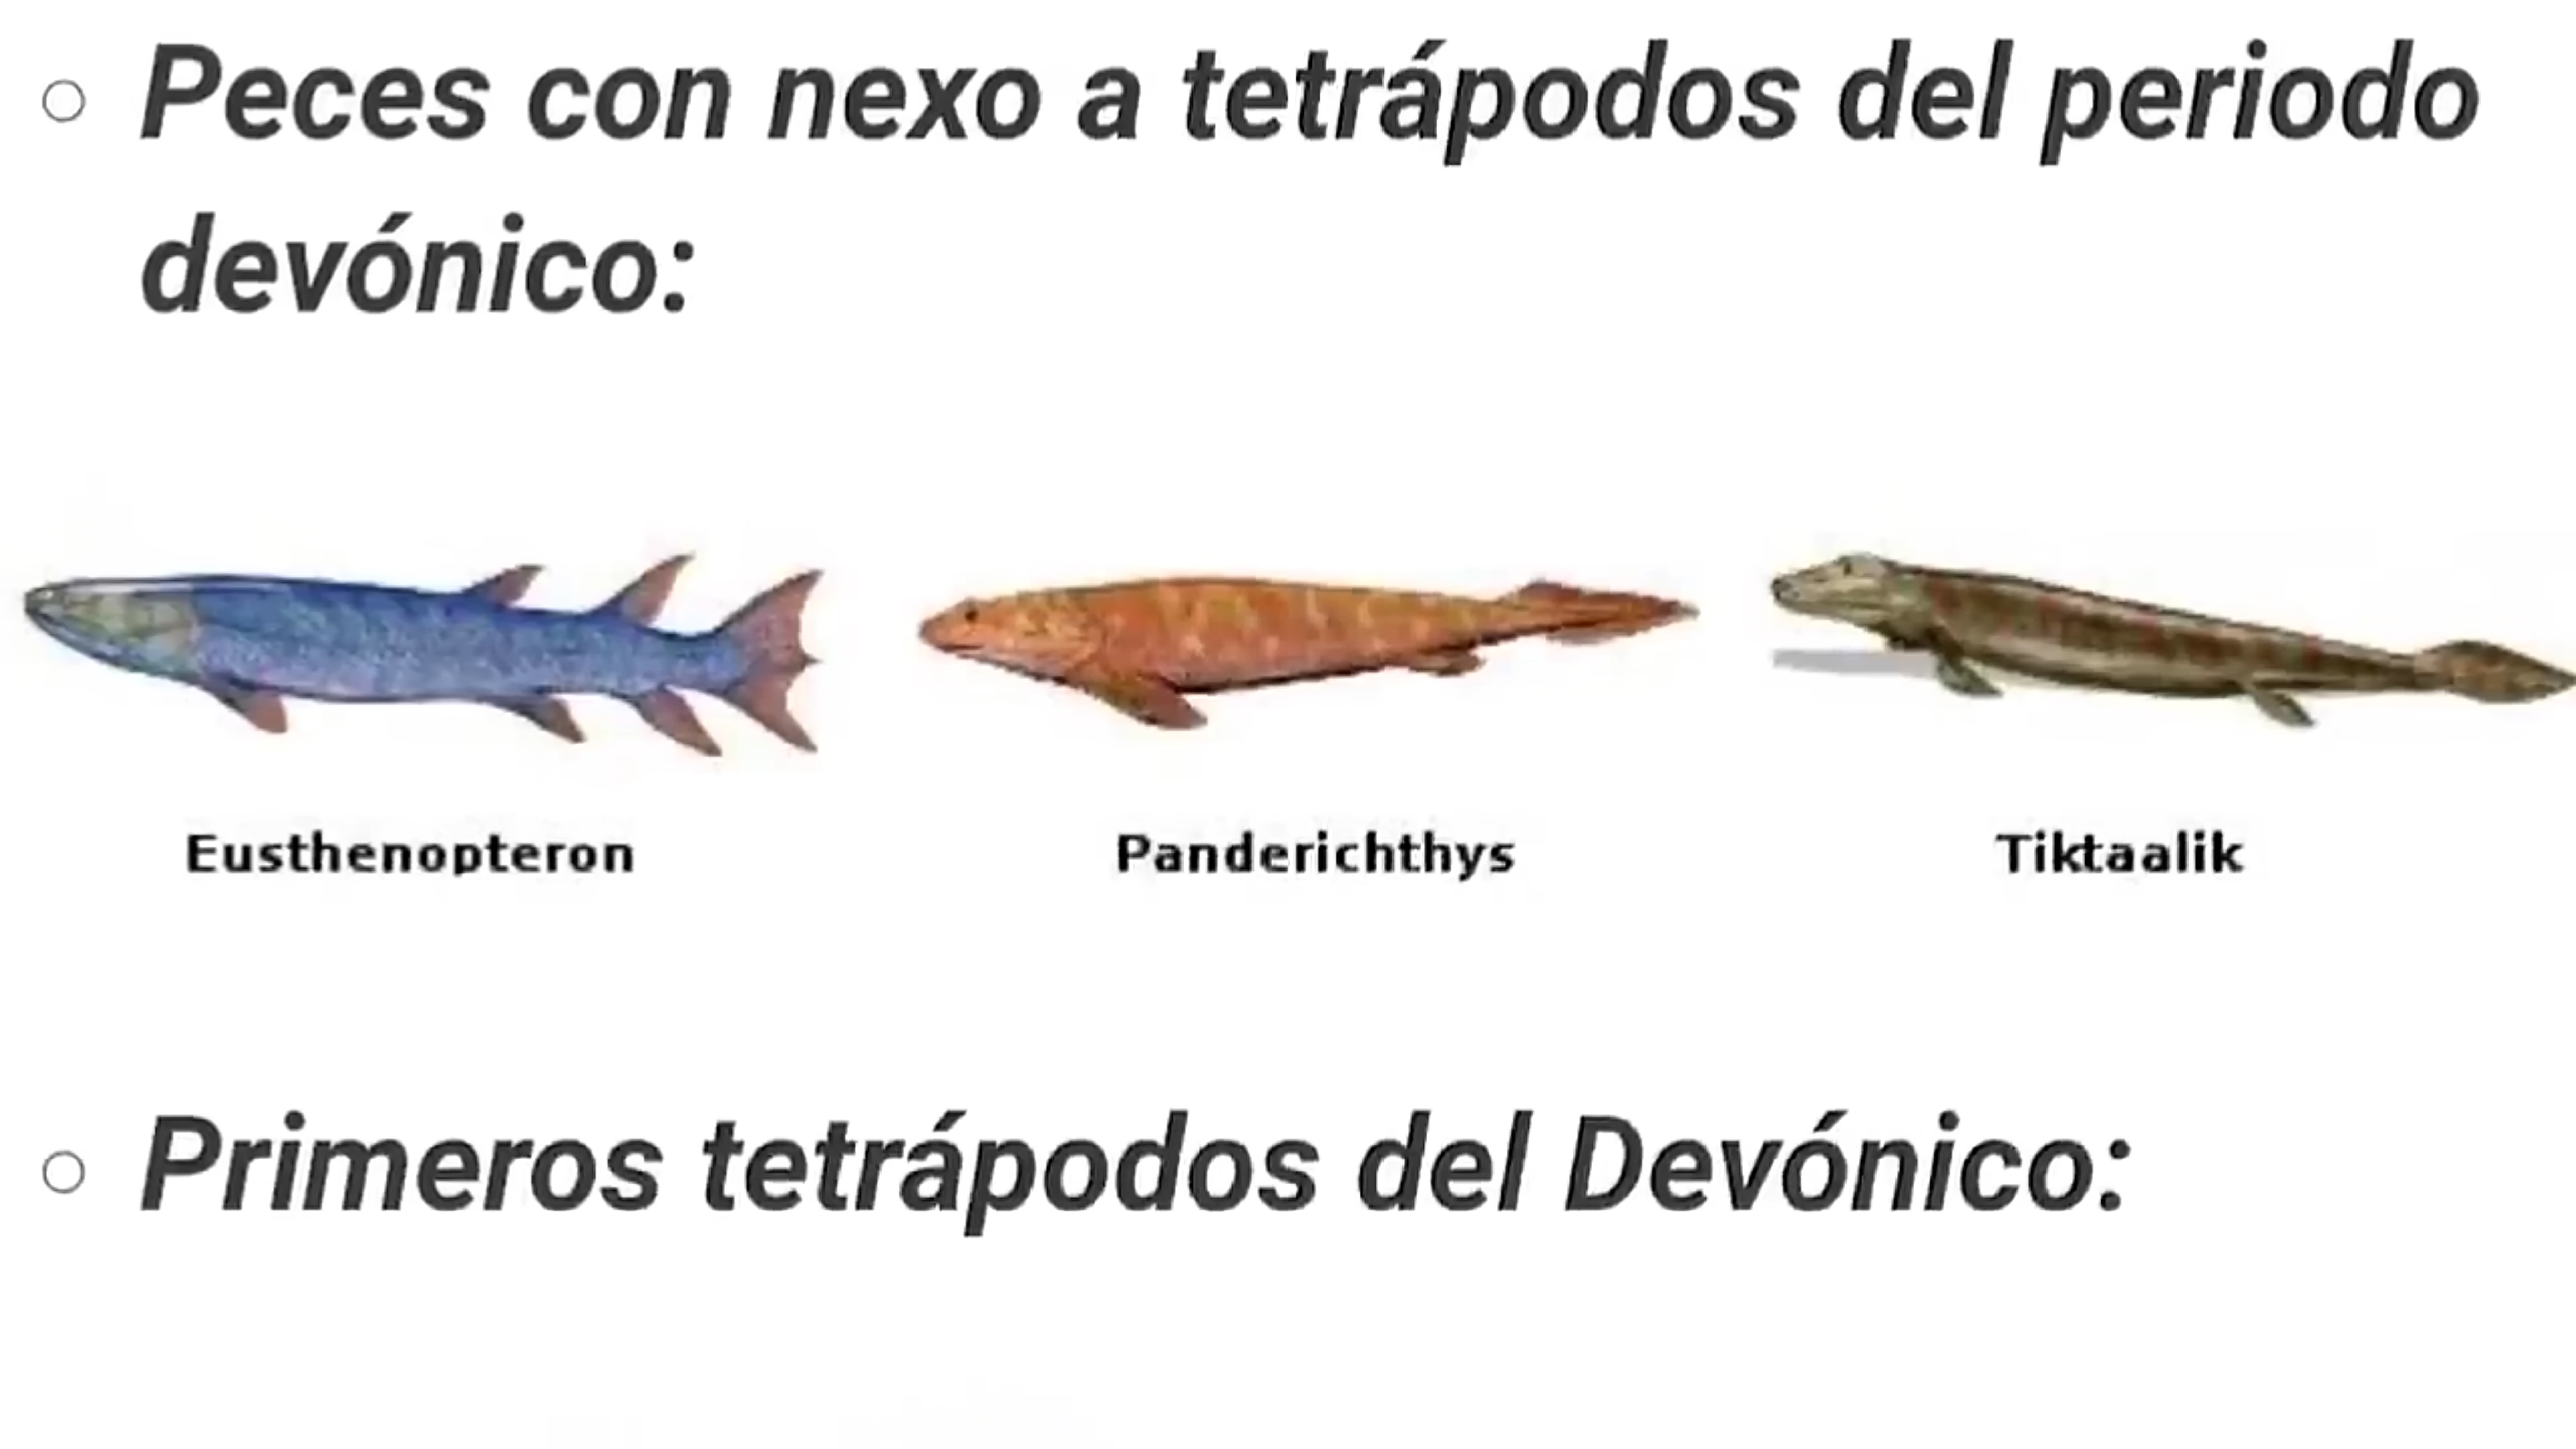 Peces con nexo a tetrápodos del periodo
devónico:
Eusthenopteron Panderichthys Tiktaalik
Primeros tetrápodos del Devónico: